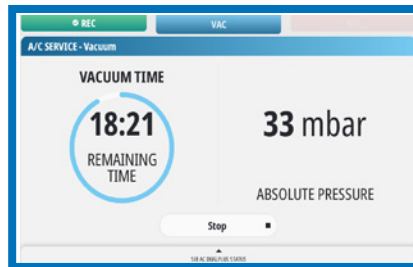 REC
VAC
A/C SERVICE - Vacuum
VACUUM TIME
18:21
REMAINING
TIME
33 mbar
ABSOLUTE PRESSURE
Stop